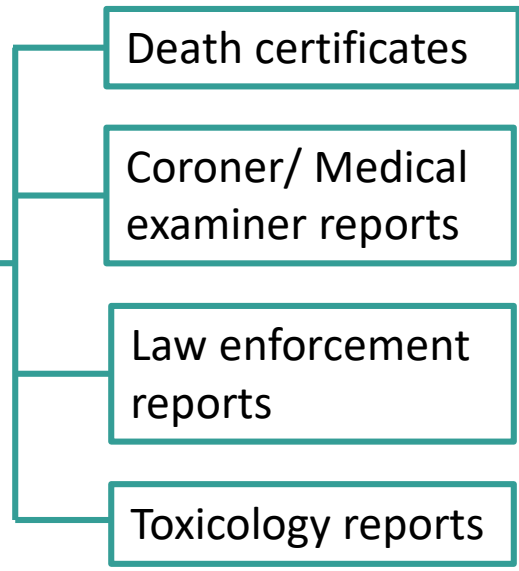 Death certificates
Coroner/ Medical
examiner reports
Law enforcement
reports
Toxicology reports